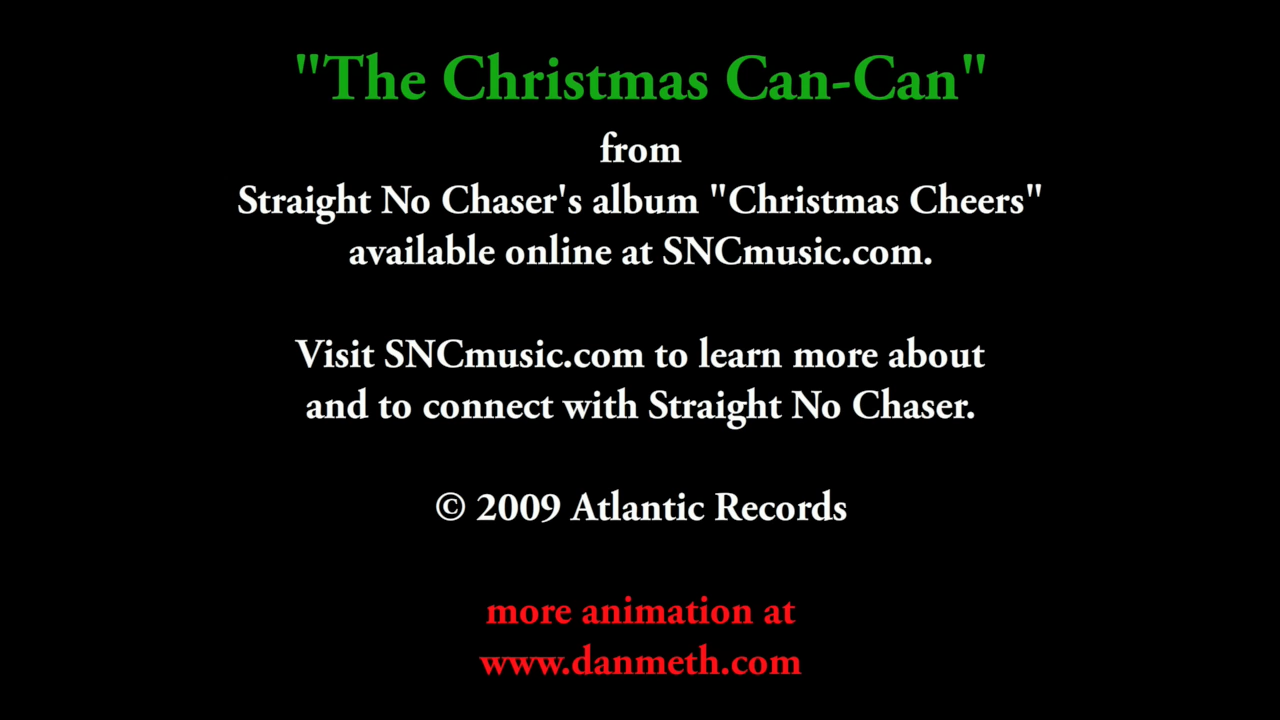 "The Christmas Can-Can"
from
Straight No Chaser's album "Christmas Cheers"
available online at SNCmusic.com.
Visit SNCmusic.com to learn more about
and to connect with Straight No Chaser.
© 2009 Atlantic Records
more animation at
www.danmeth.com